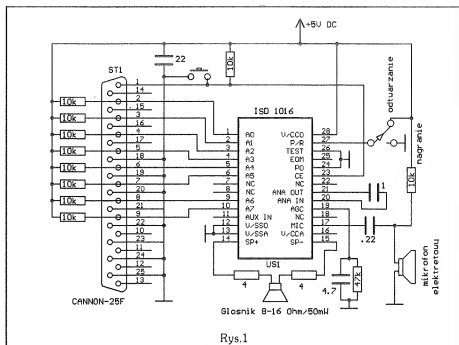 +5V DC
ST1
22
10k
odtwarzanie
nagranie
ISD 1016
1
14
2
15
3
16
4
17
5
18
6
19
7
20
8
21
9
22
10
23
11
24
12
25
13
10k
10k
10k
10k
10k
10k
10k
10k
1 A0 V/CCD 28
2 A1 P/R 27
3 A2 TEST 26
4 A3 EOM 25
5 A4 PD 24
6 A5 CE 23
7 NC NC 22
8 NC ANA OUT 21
9 A6 ANA IN 20
10 A7 AGC 19
11 AUX IN NC 18
12 V/SSD MIC 17
13 V/SSA V/CCA 16
14 SP+ SP- 15
US1
1
.22
10k
4
4
4.7
47k
mikrofon
elektretowy
CANNON-25F
Glosnik 8-16 Ohm/50mW
Rys.1